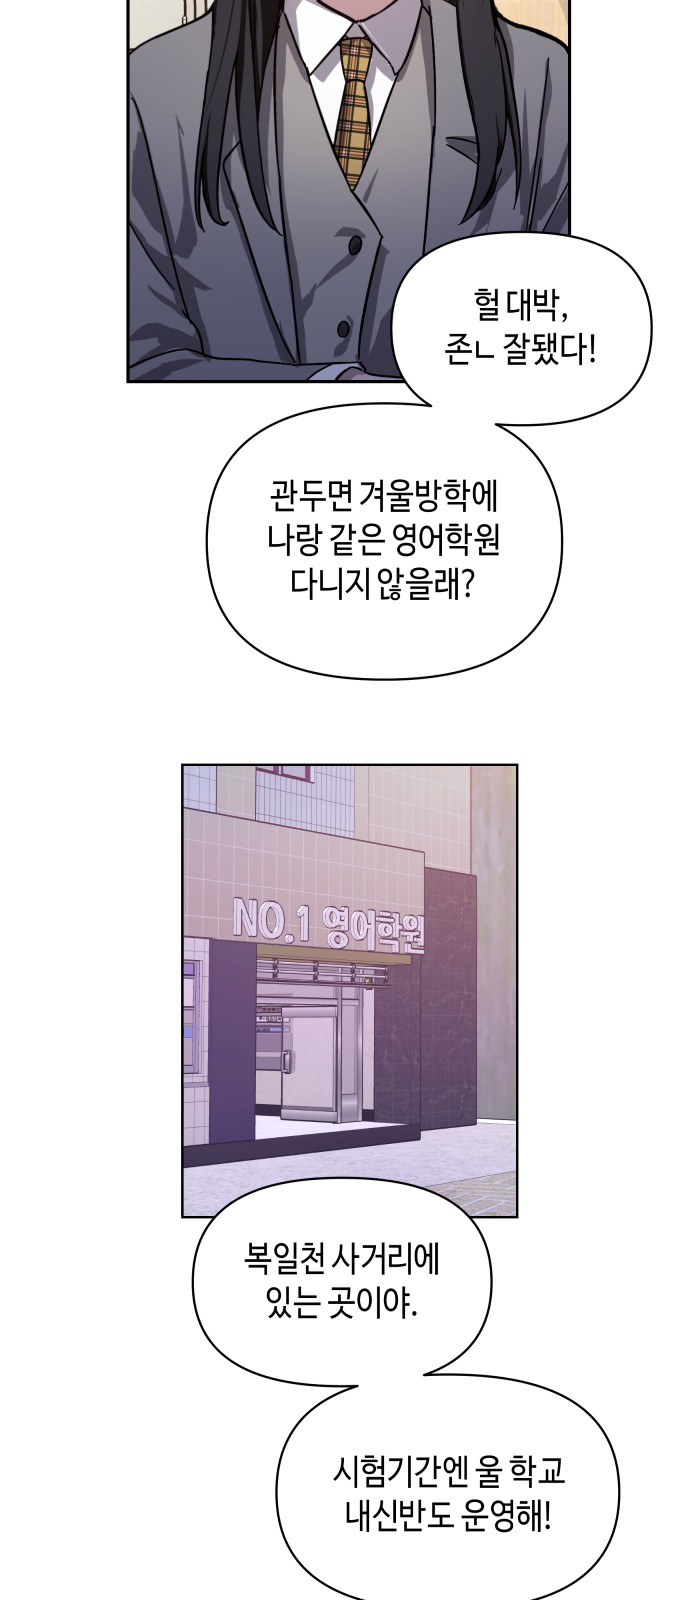 헐 대박,
존ㄴ 잘됐다!
관두면 겨울방학에
나랑 같은 영어학원
다니지 않을래?
NO.1 영어학원
복일천 사거리에
있는 곳이야.
시험기간엔 울 학교
내신반도 운영해!